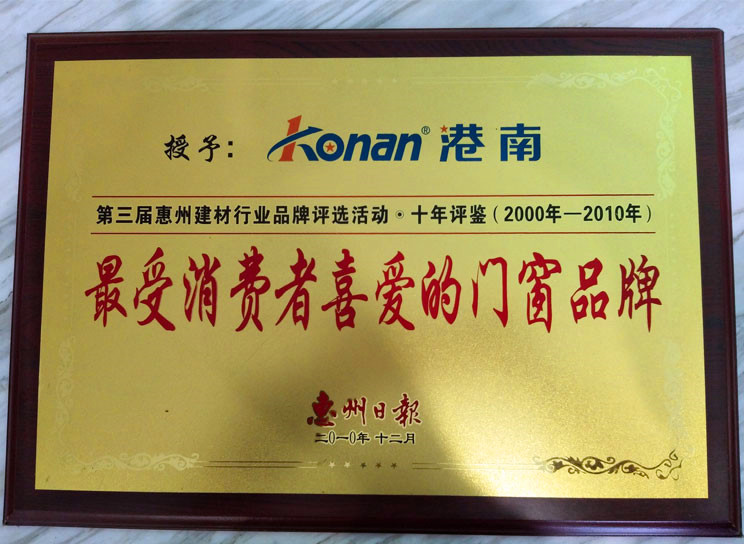 授予： Konan® 港南
第三届惠州建材行业品牌评选活动·十年评鉴（2000年—2010年）
最受消费者喜爱的门窗品牌
惠州日报
二〇一〇年十二月